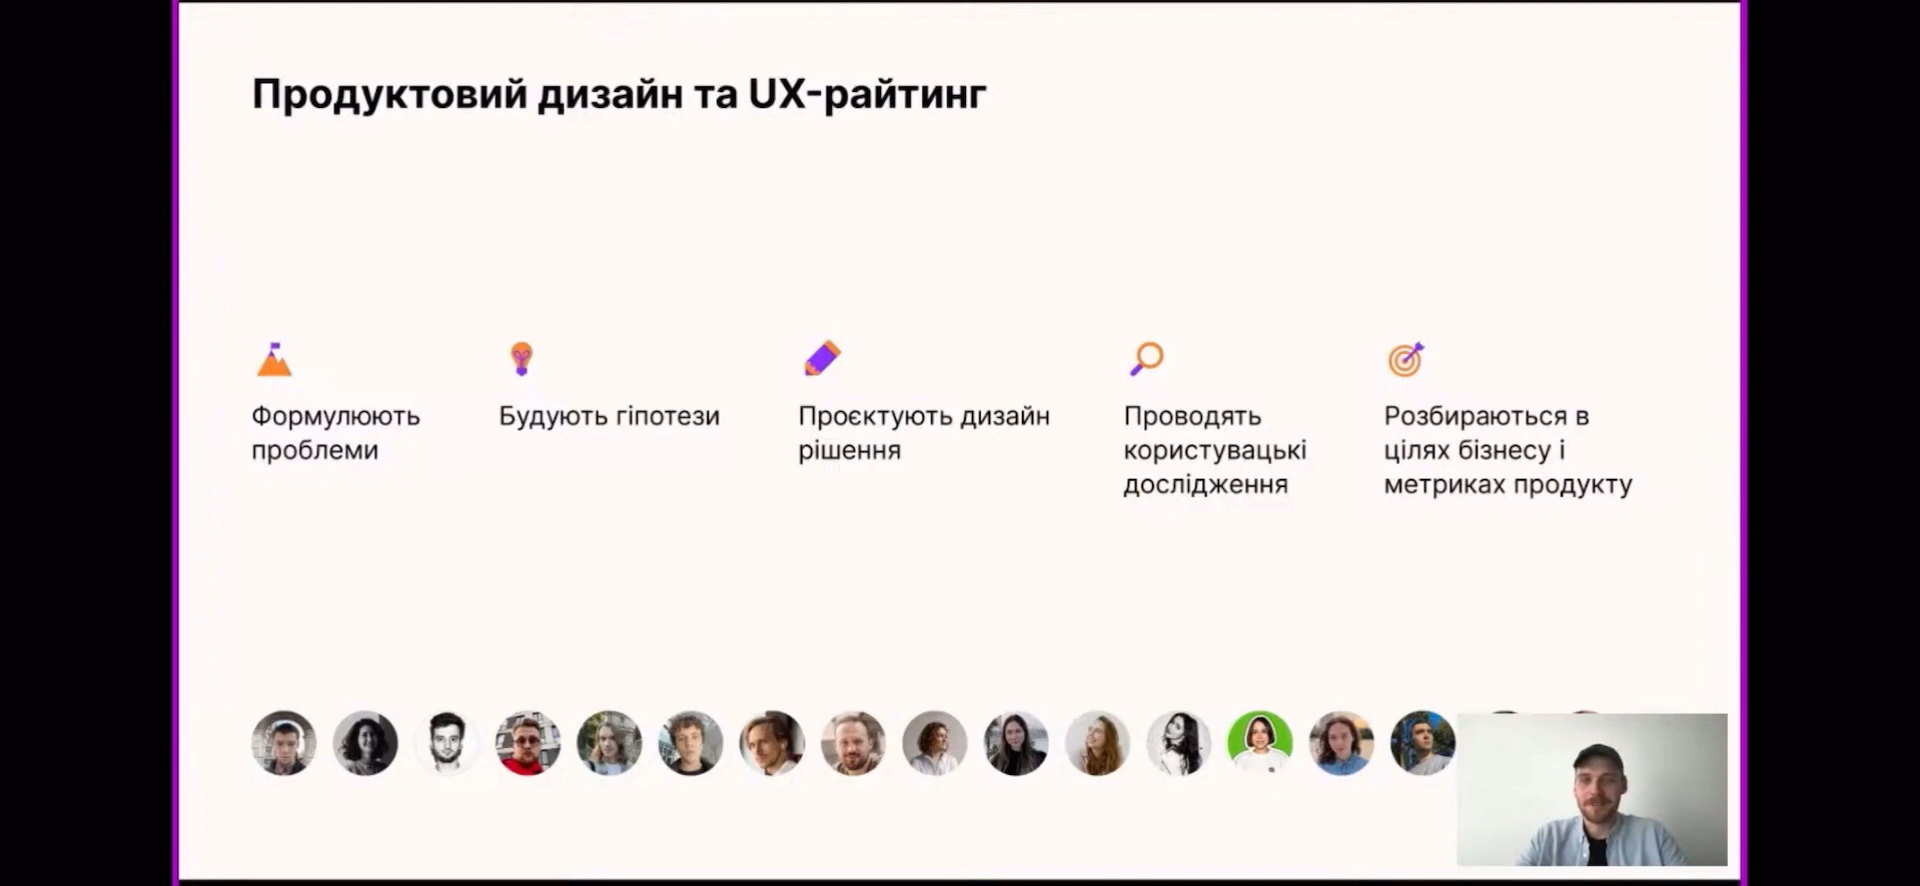 Продуктовий дизайн та UX-райтинг
Формулюють
проблеми
Будують гіпотези
Проєктують дизайн
рішення
Проводять
користувацькі
дослідження
Розбираються в
цілях бізнесу і
метриках продукту